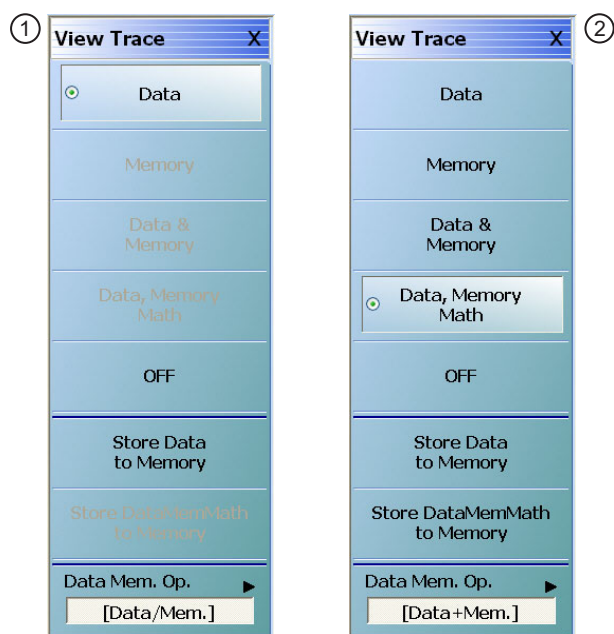 ①
View Trace X
Data
Memory
Data &
Memory
Data, Memory
Math
OFF
Store Data
to Memory
Store DataMemMath
to Memory
Data Mem. Op. ▶
[Data/Mem.]
②
View Trace X
Data
Memory
Data &
Memory
Data, Memory
Math
OFF
Store Data
to Memory
Store DataMemMath
to Memory
Data Mem. Op. ▶
[Data+Mem.]